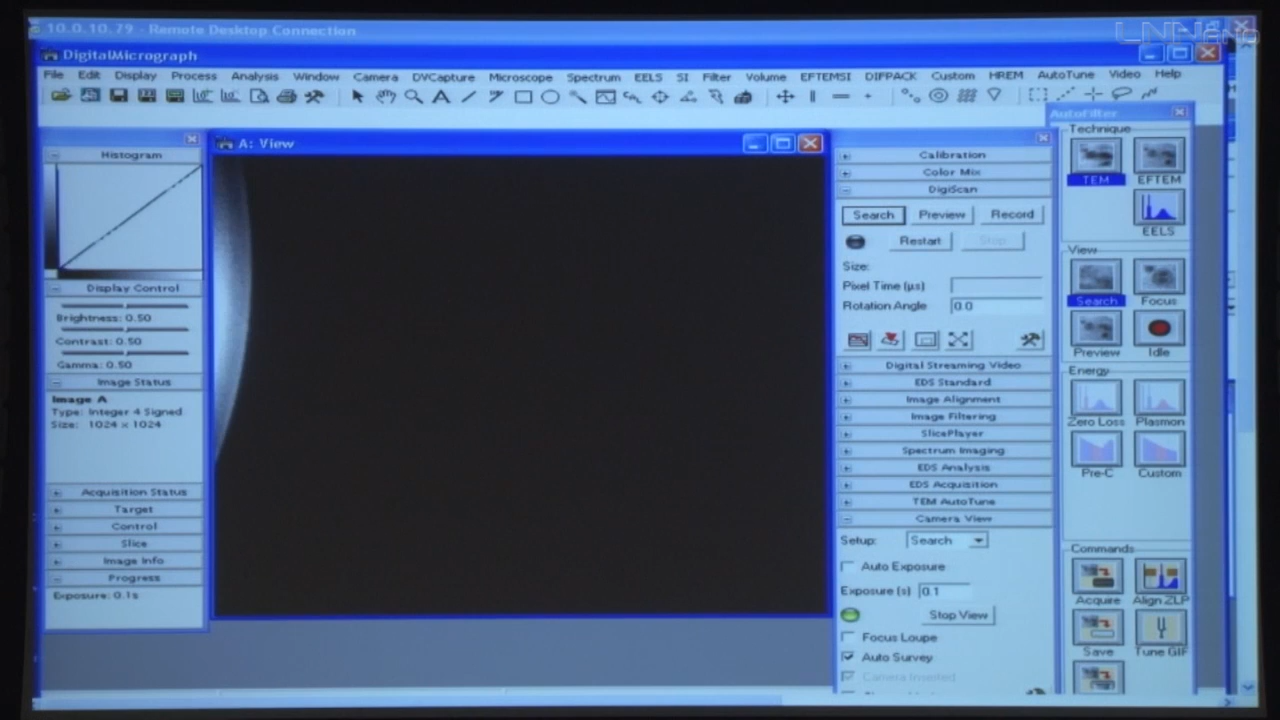 10.0.10.79 - Remote Desktop Connection
LNNano
DigitalMicrograph
File Edit Display Process Analysis Window Camera DVCapture Microscope Spectrum EELS SI Filter Volume EFTEMSI DIFPACK Custom HREM AutoTune Video Help
Histogram
Display Control
Brightness: 0.50
Contrast: 0.50
Gamma: 0.50
Image Status
Image A
Type: Integer 4 Signed
Size: 1024 x 1024
Acquisition Status
Target
Control
Slice
Image Info
Progress
Exposure: 0.1s
A: View
Calibration
Color Mix
DigiScan
Search Preview Record
Restart Stop
Size:
Pixel Time (µs)
Rotation Angle 0.0
Digital Streaming Video
EDS Standard
Image Alignment
Image Filtering
SlicePlayer
Spectrum Imaging
EDS Analysis
EDS Acquisition
TEM AutoTune
Camera View
Setup: Search
Auto Exposure
Exposure (s) 0.1
Stop View
Focus Loupe
Auto Survey
Camera Inserted
AutoFilter
Technique
TEM EFTEM
EELS
View
Search Focus
Preview Idle
Energy
Zero Loss Plasmon
Pre-C Custom
Commands
Acquire Align ZLP
Save Tune GIF